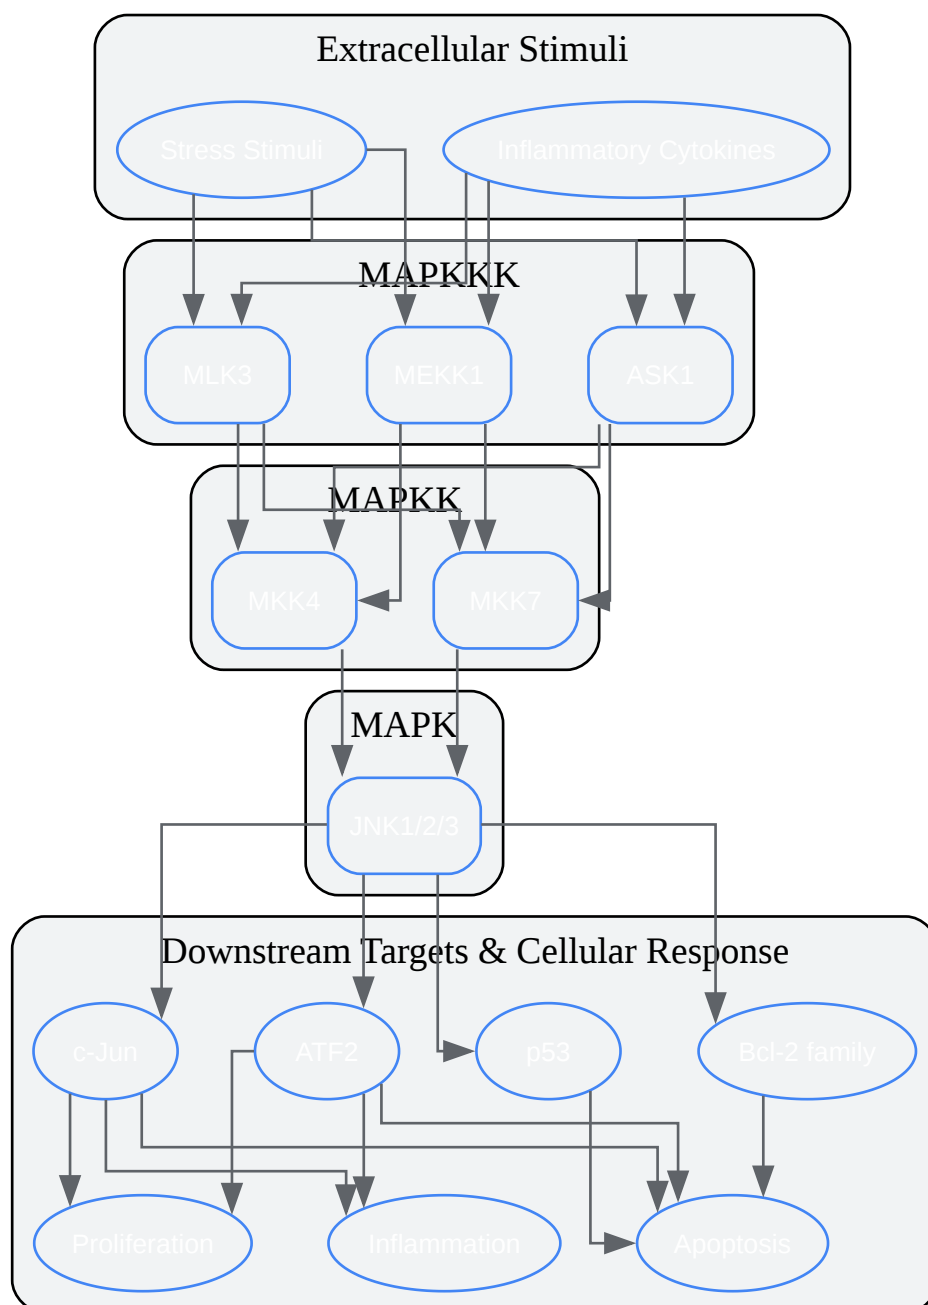 Extracellular Stimuli
Stress Stimuli
Inflammatory Cytokines
MAPKKK
MLK3
MEKK1
ASK1
MAPKK
MKK4
MKK7
MAPK
JNK1/2/3
Downstream Targets & Cellular Response
c-Jun
ATF2
p53
Bcl-2 family
Proliferation
Inflammation
Apoptosis